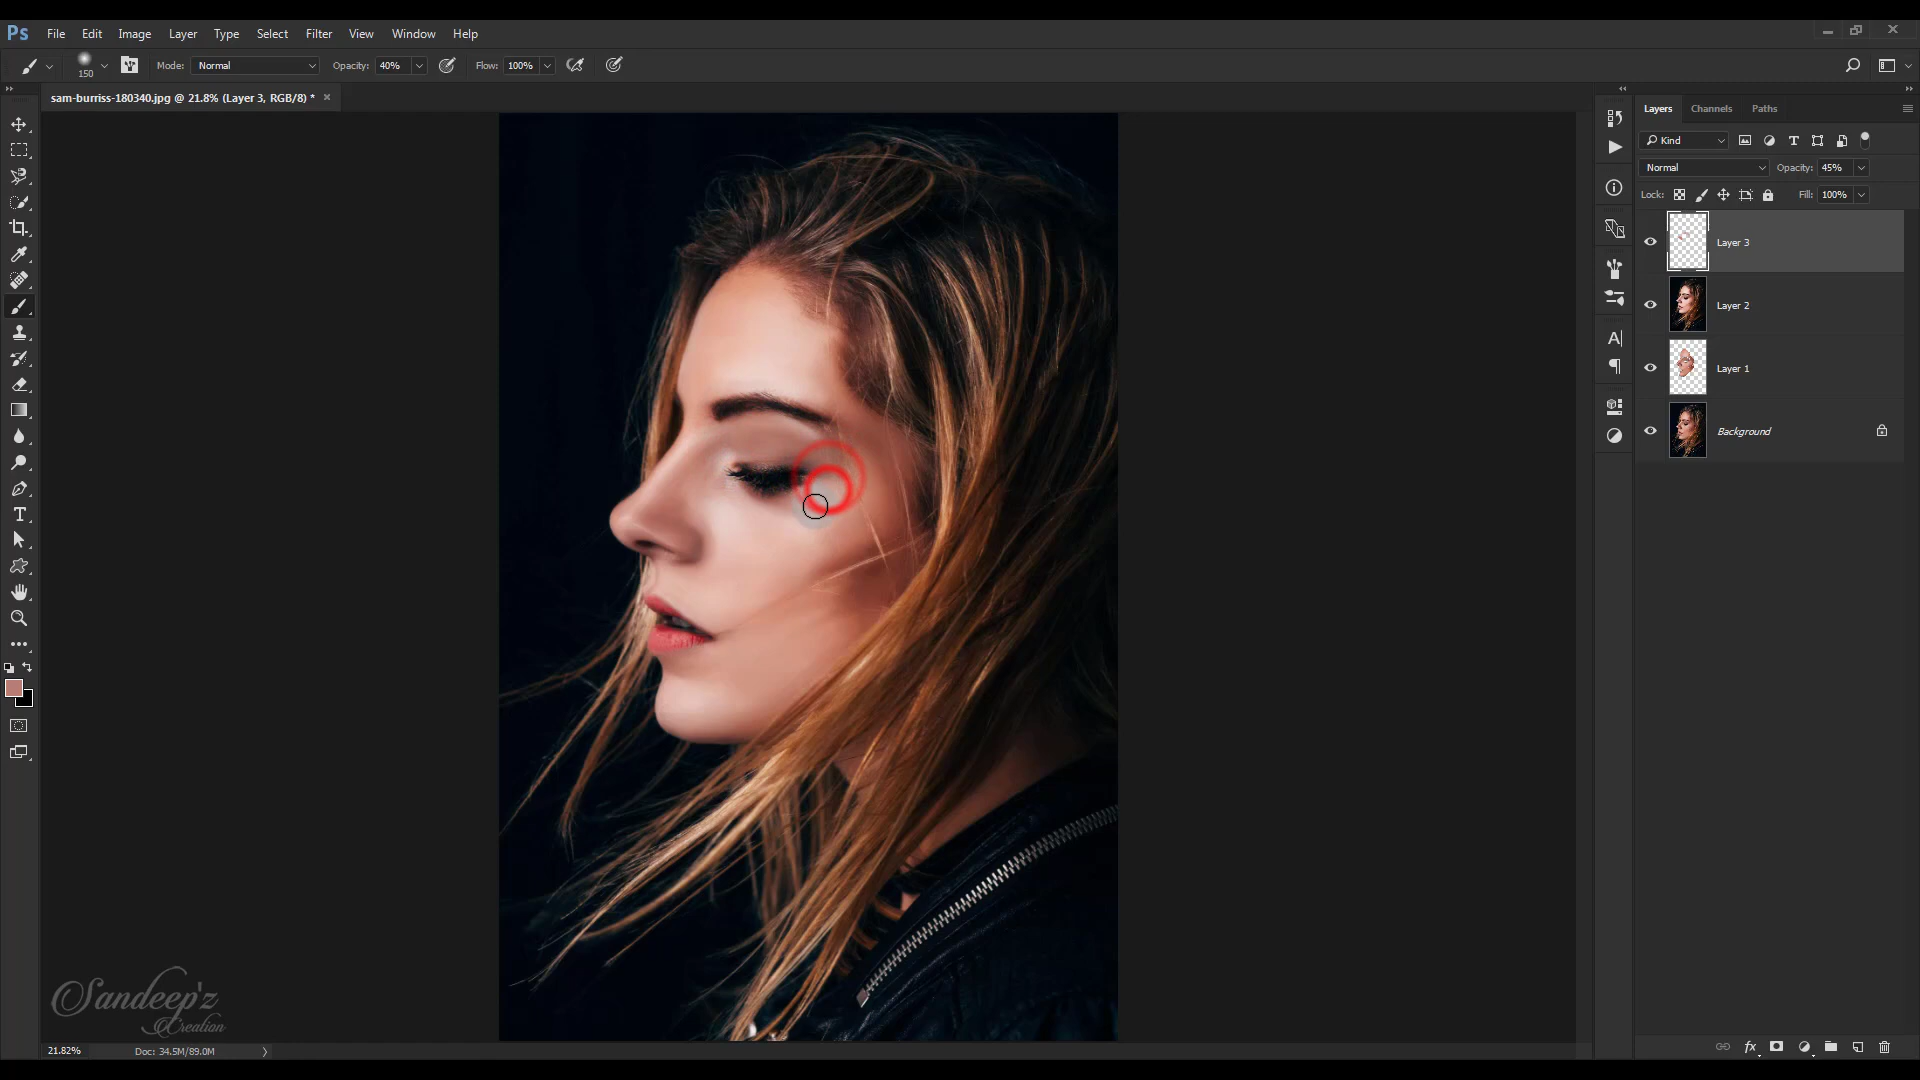 Ps File Edit Image Layer Type Select Filter View Window Help
150 Mode: Normal Opacity: 40% Flow: 100%
sam-burriss-180340.jpg @ 21.8% (Layer 3, RGB/8) * ×
Layers Channels Paths
Kind
Normal Opacity: 45%
Lock: Fill: 100%
Layer 3
Layer 2
Layer 1
Background
Sandeep'z
Creation
21.82% Doc: 34.5M/89.0M